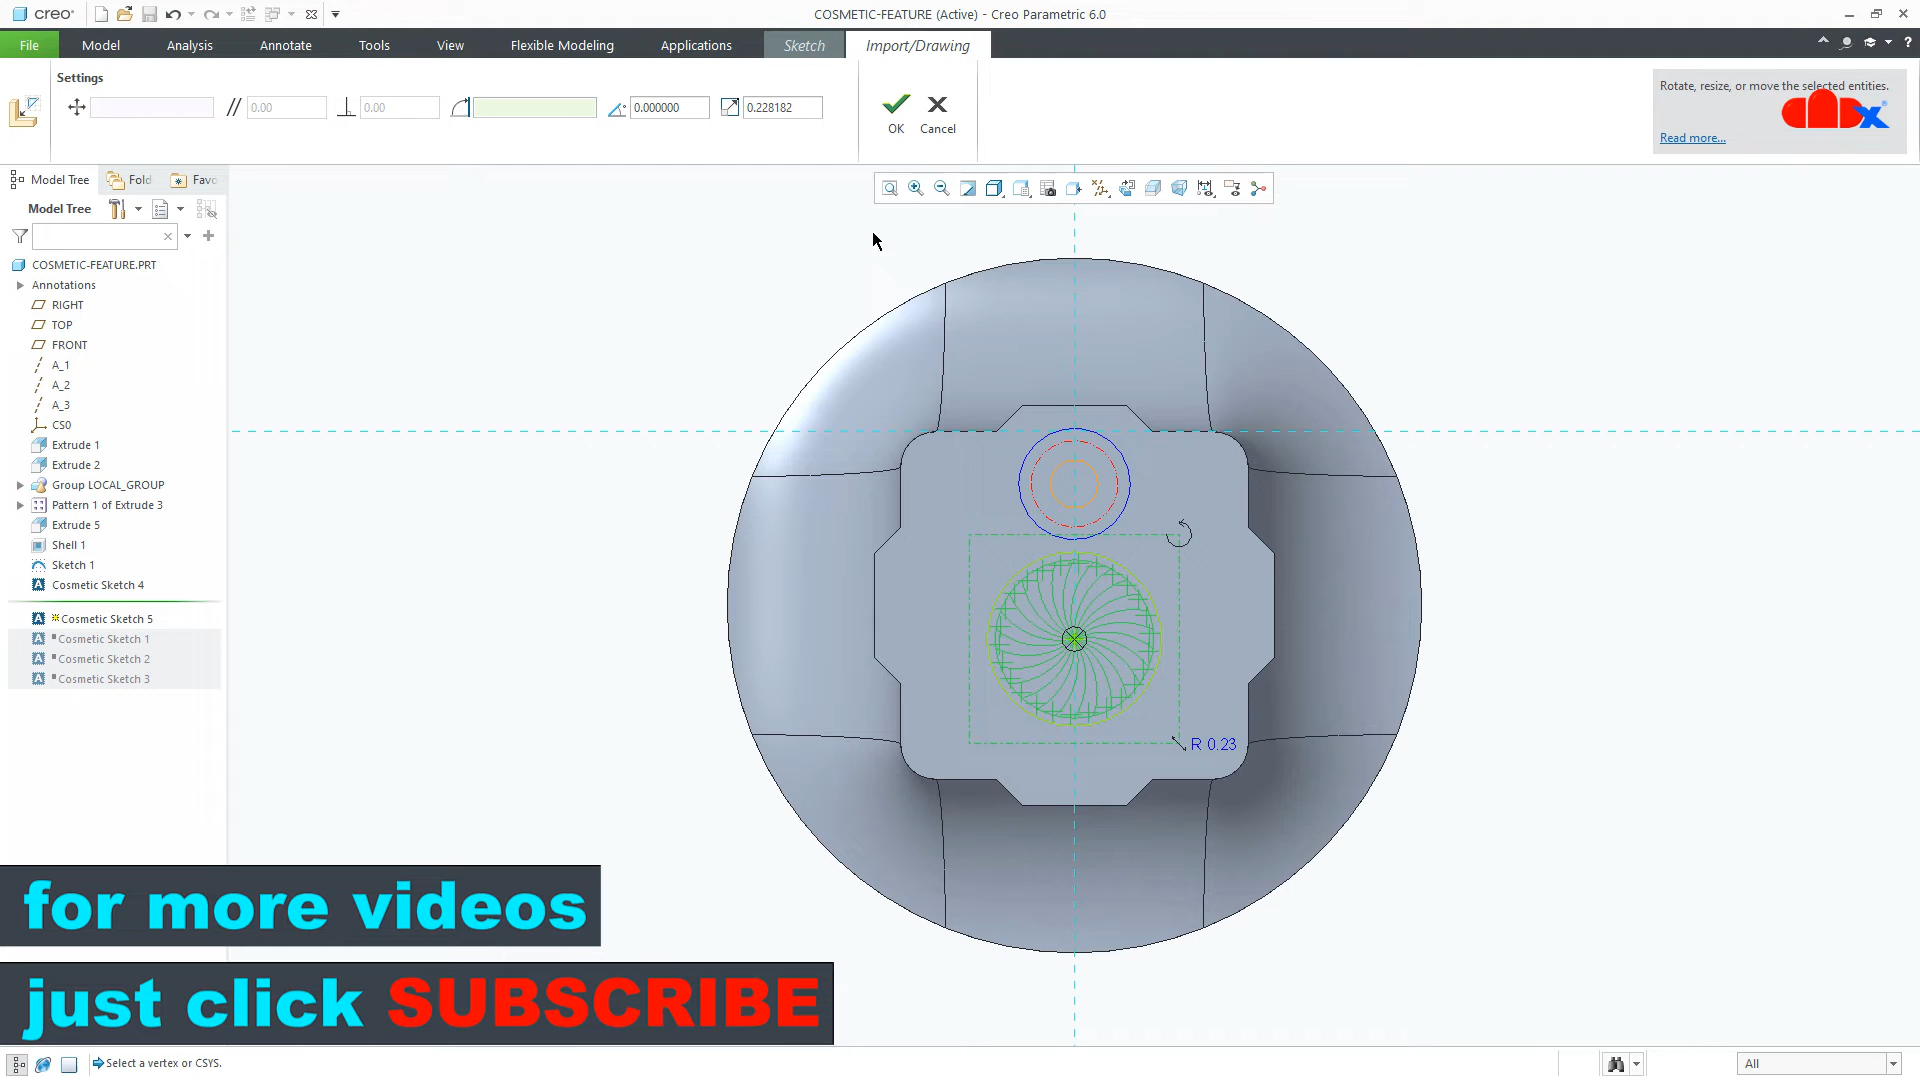 creo
COSMETIC-FEATURE (Active) - Creo Parametric 6.0
File
Model
Analysis
Annotate
Tools
View
Flexible Modeling
Applications
Sketch
Import/Drawing
Settings
0.00
0.00
0.000000
0.228182
OK
Cancel
Rotate, resize, or move the selected entities.
Read more...
Model Tree
Fold
Favo
Model Tree
COSMETIC-FEATURE.PRT
Annotations
RIGHT
TOP
FRONT
A_1
A_2
A_3
CS0
Extrude 1
Extrude 2
Group LOCAL_GROUP
Pattern 1 of Extrude 3
Extrude 5
Shell 1
Sketch 1
Cosmetic Sketch 4
Cosmetic Sketch 5
Cosmetic Sketch 1
Cosmetic Sketch 2
Cosmetic Sketch 3
R 0.23
for more videos
just click SUBSCRIBE
Select a vertex or CSYS.
All